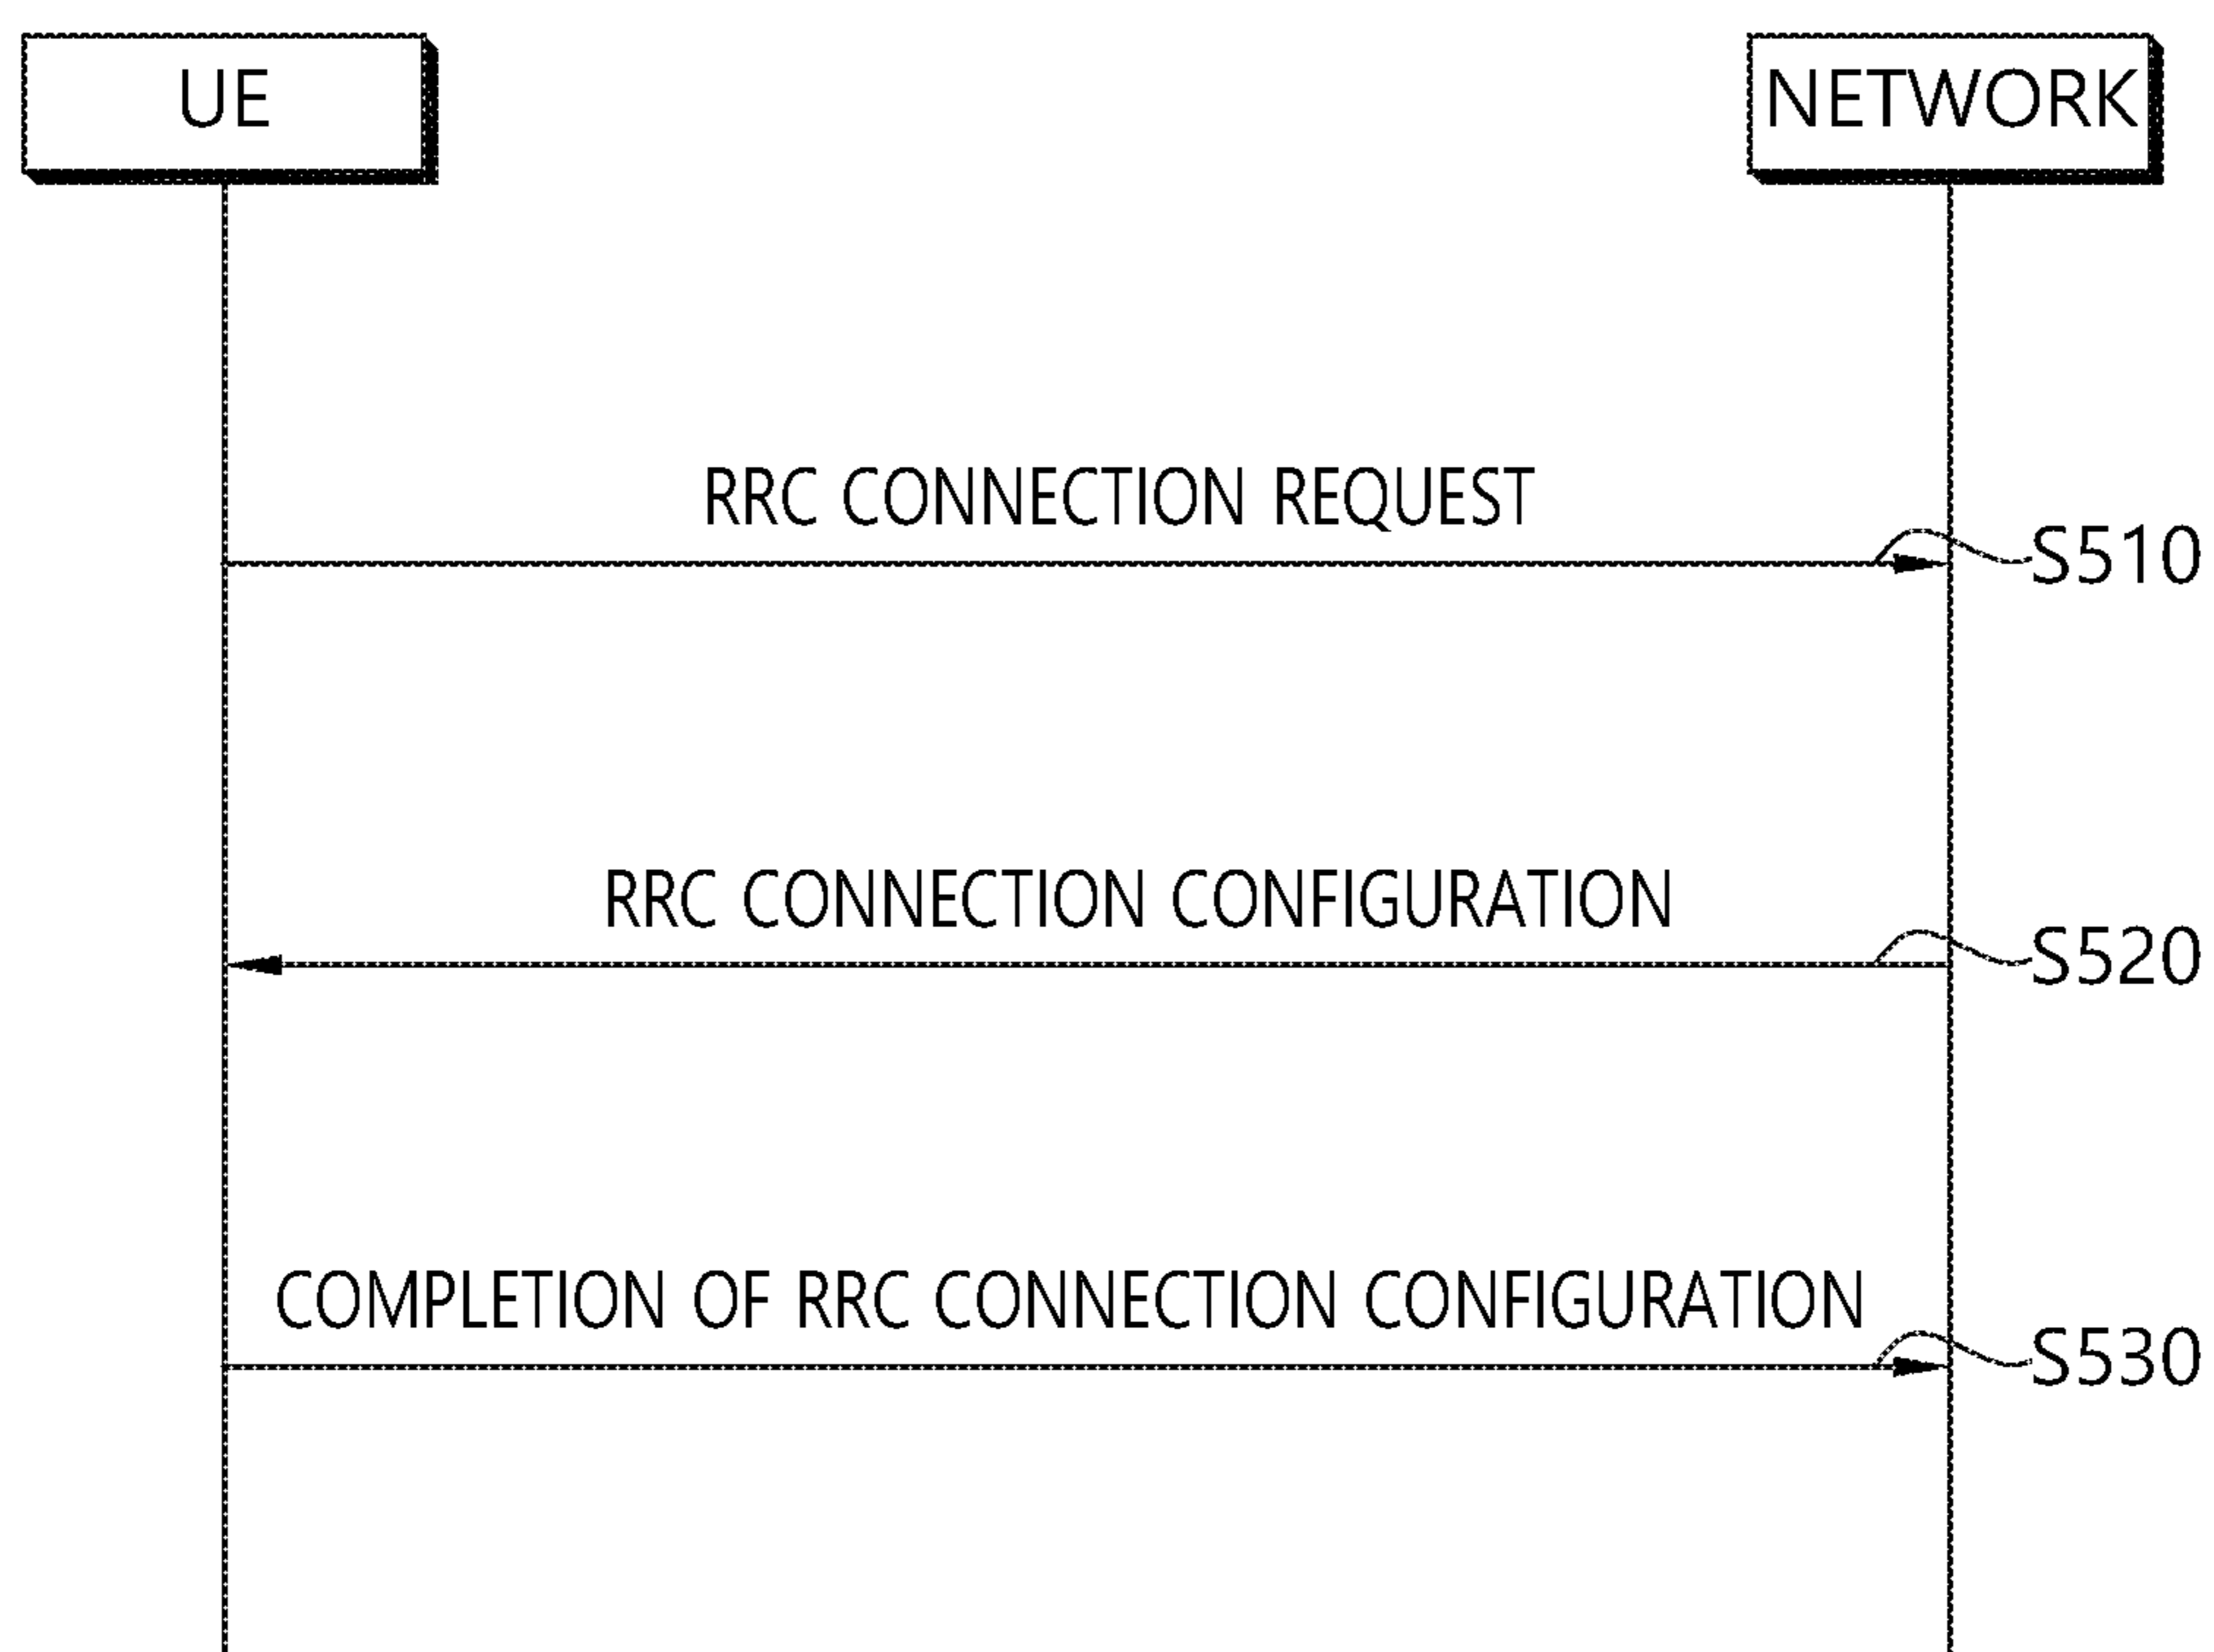 UE
NETWORK
RRC CONNECTION REQUEST
S510
RRC CONNECTION CONFIGURATION
S520
COMPLETION OF RRC CONNECTION CONFIGURATION
S530